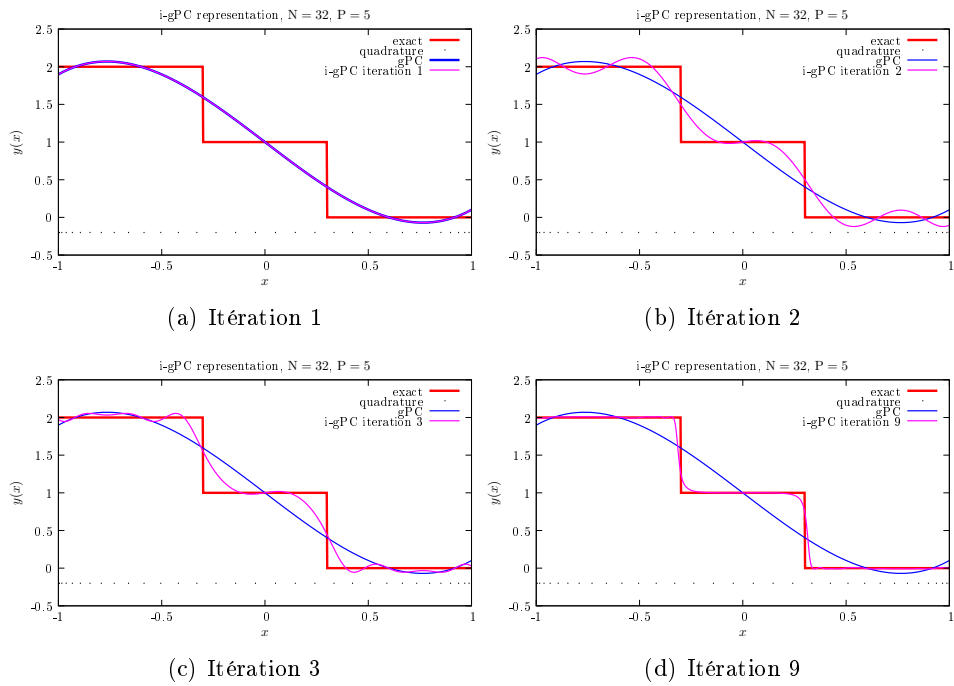 i-gPC representation, N = 32, P = 5
2.5
2
1.5
1
0.5
0
-0.5
y(x)
-1
-0.5
0
0.5
1
x
exact
quadrature
gPC
i-gPC iteration 1
(a) Itération 1
i-gPC representation, N = 32, P = 5
2.5
2
1.5
1
0.5
0
-0.5
y(x)
-1
-0.5
0
0.5
1
x
exact
quadrature
gPC
i-gPC iteration 2
(b) Itération 2
i-gPC representation, N = 32, P = 5
2.5
2
1.5
1
0.5
0
-0.5
y(x)
-1
-0.5
0
0.5
1
x
exact
quadrature
gPC
i-gPC iteration 3
(c) Itération 3
i-gPC representation, N = 32, P = 5
2.5
2
1.5
1
0.5
0
-0.5
y(x)
-1
-0.5
0
0.5
1
x
exact
quadrature
gPC
i-gPC iteration 9
(d) Itération 9